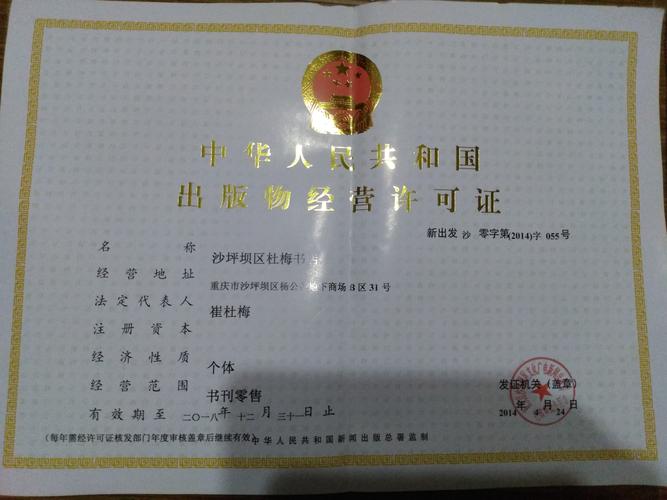 中华人民共和国
出版物经营许可证
新出发 沙 零字第(2014)字 055号
名称 沙坪坝区杜梅书
经营地址 重庆市沙坪坝区杨公 下商场 B 区 31 号
法定代表人 崔杜梅
注册资本
经济性质 个体
经营范围 书刊零售
有效期至 二〇一八年 十二 月 三十一日止
发证机关(盖章)
2014 年 4 月 24 日
(每年需经许可证核发部门年度审核盖章后继续有效)
中华人民共和国新闻出版总署监制